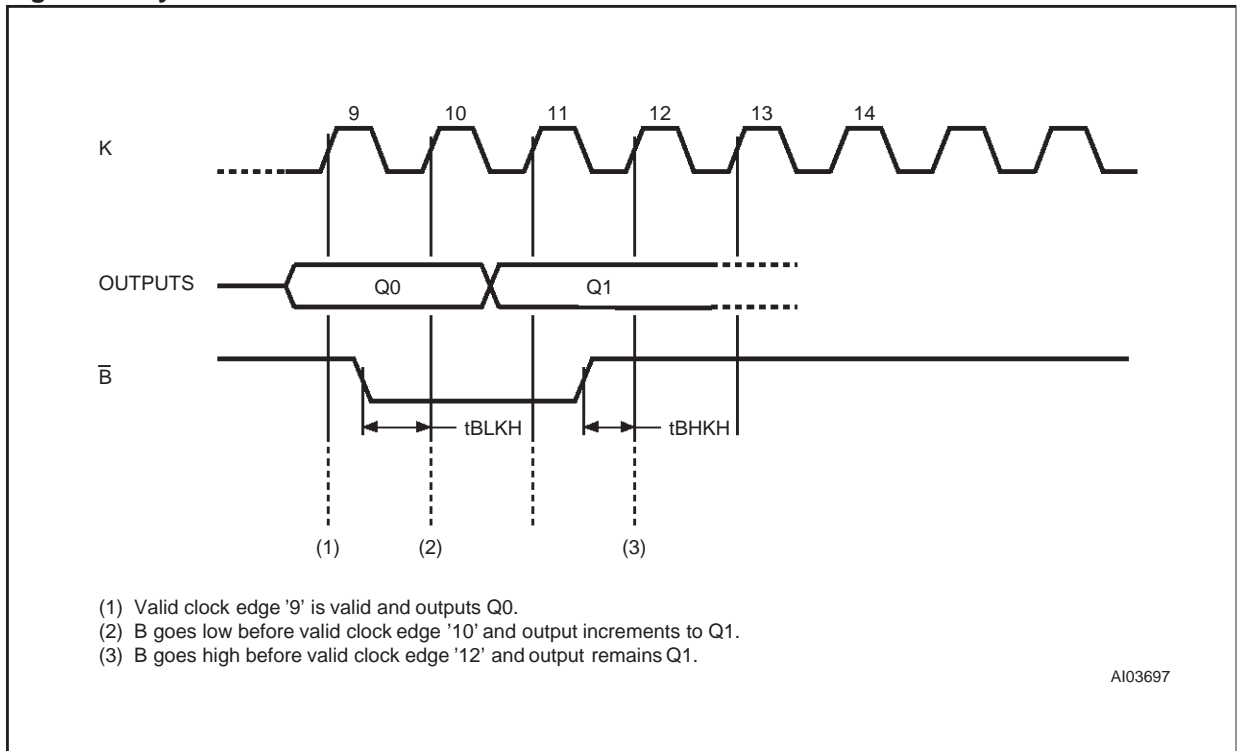 9 10 11 12 13 14
K
OUTPUTS Q0 Q1
B̅
tBLKH tBHKH
(1) (2) (3)
(1) Valid clock edge '9' is valid and outputs Q0.
(2) B goes low before valid clock edge '10' and output increments to Q1.
(3) B goes high before valid clock edge '12' and output remains Q1.
AI03697